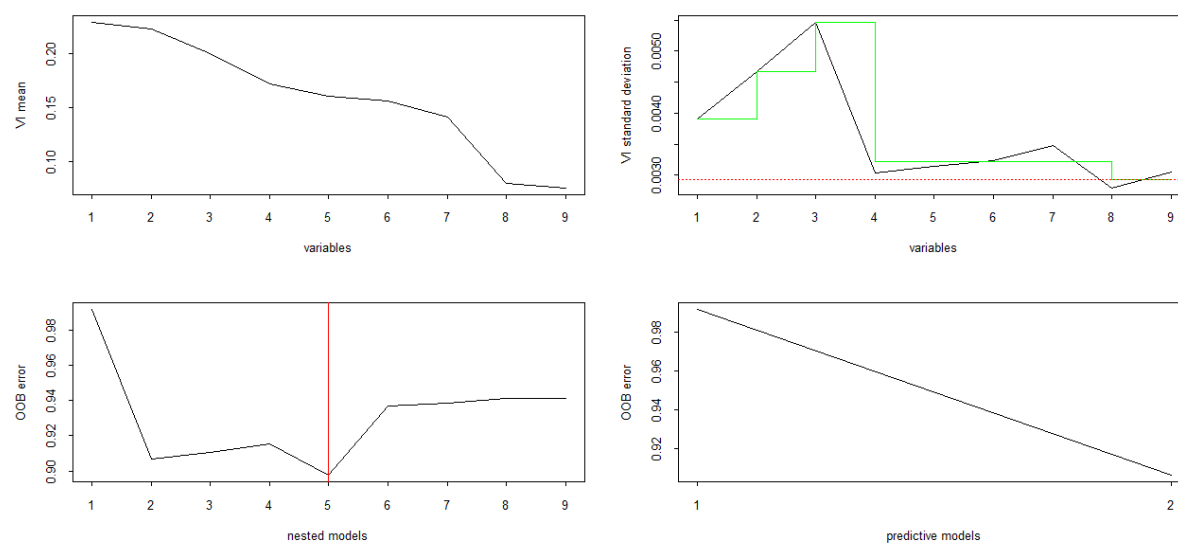 VI mean
0.20
0.15
0.10
1 2 3 4 5 6 7 8 9
variables
VI standard deviation
0.0050
0.0040
0.0030
1 2 3 4 5 6 7 8 9
variables
OOB error
0.98
0.96
0.94
0.92
0.90
1 2 3 4 5 6 7 8 9
nested models
OOB error
0.98
0.96
0.94
0.92
1 2
predictive models